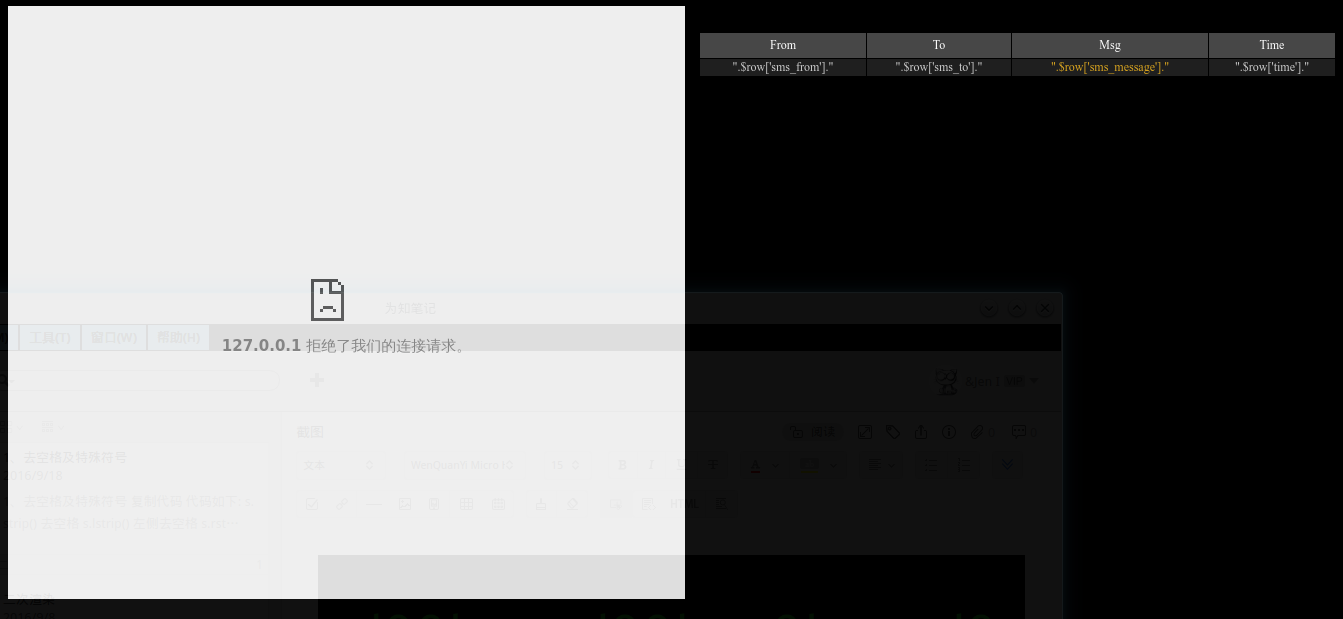 From To Msg Time
".$row['sms_from']." ".$row['sms_to']." ".$row['sms_message']." ".$row['time']."
为知笔记
工具(T) 窗口(W) 帮助(H)
127.0.0.1 拒绝了我们的连接请求。
截图
阅读
去空格及特殊符号
2016/9/18
文本 WenQuanYi Micro 15 B I U T A
去空格及特殊符号 复制代码 代码如下:s.
strip() 去空格 s.lstrip() 左侧去空格 s.rst…
HTML